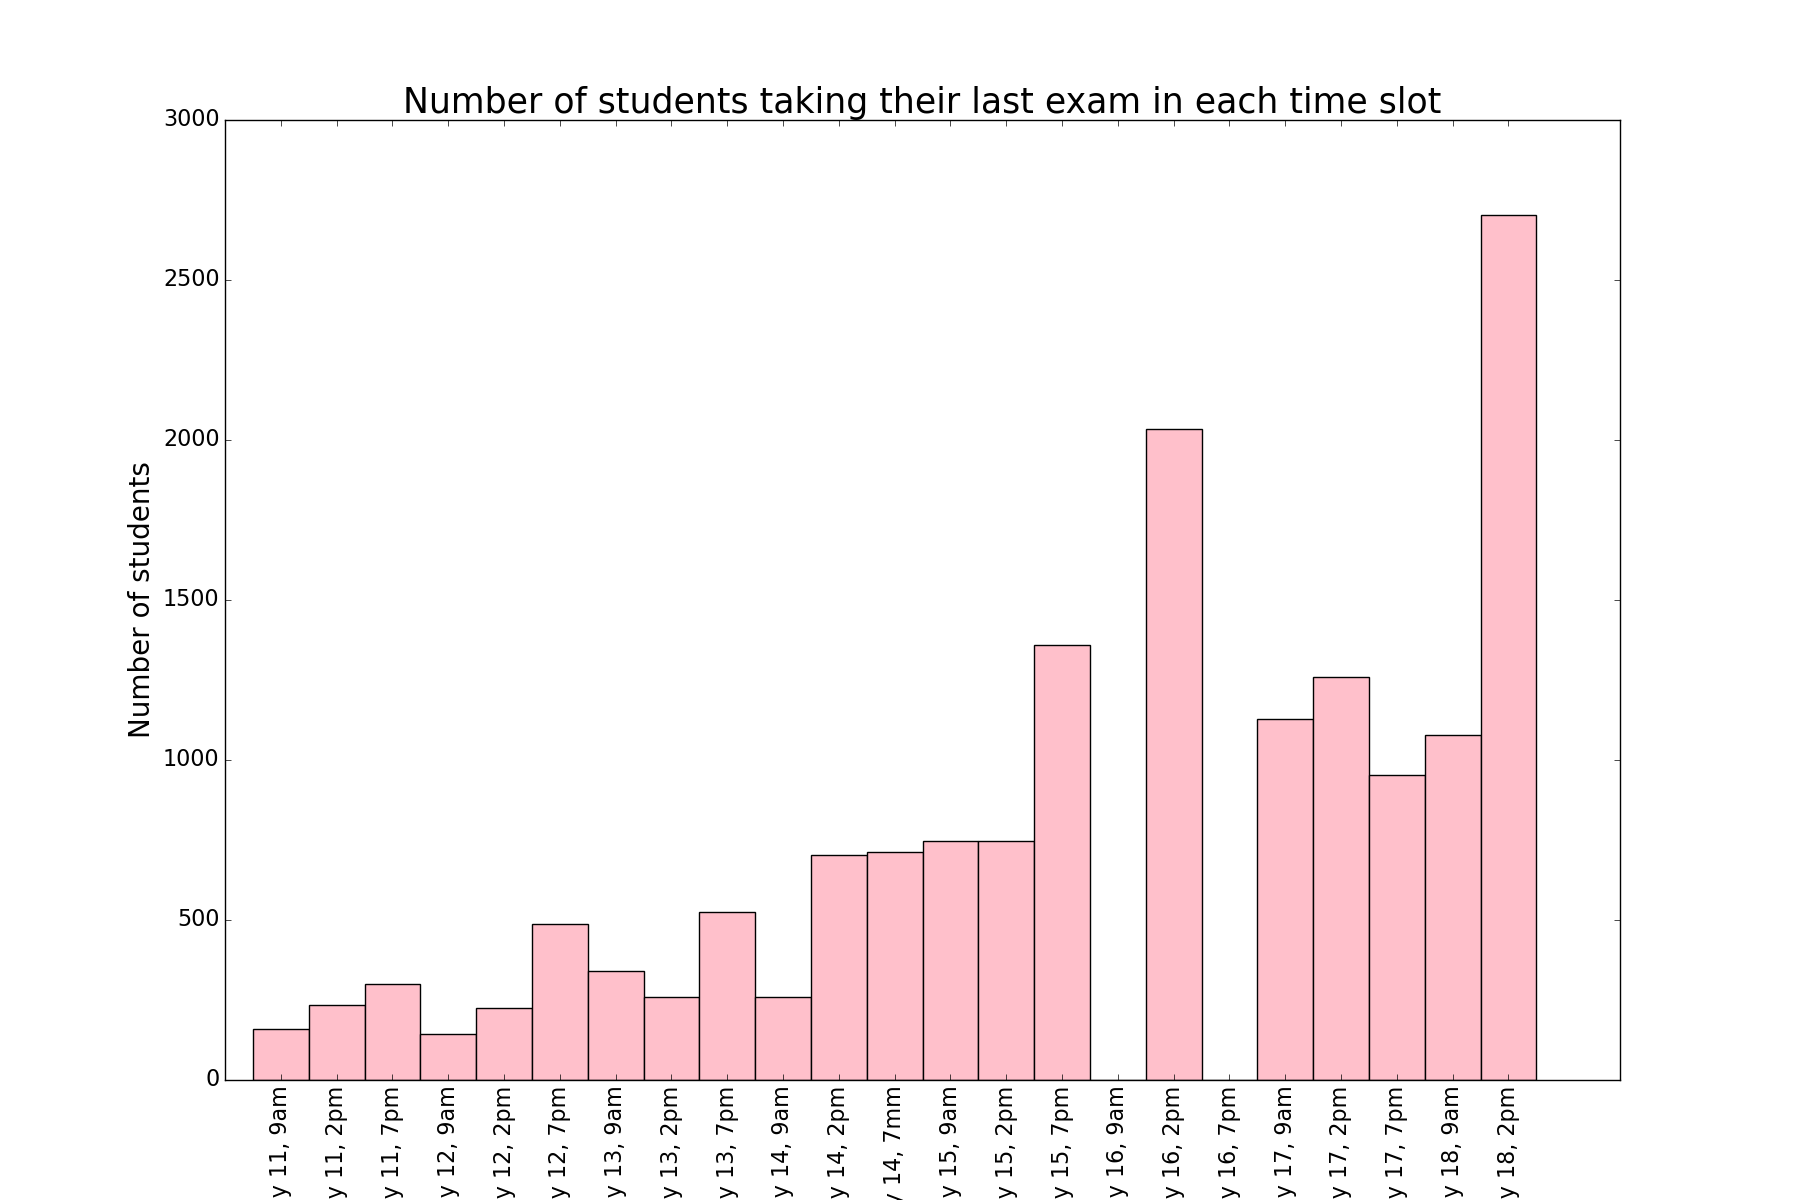 Number of students taking their last exam in each time slot
Number of students
3000
2500
2000
1500
1000
500
0
y 11, 9am
y 11, 2pm
y 11, 7pm
y 12, 9am
y 12, 2pm
y 12, 7pm
y 13, 9am
y 13, 2pm
y 13, 7pm
y 14, 9am
y 14, 2pm
y 14, 7mm
y 15, 9am
y 15, 2pm
y 15, 7pm
y 16, 9am
y 16, 2pm
y 16, 7pm
y 17, 9am
y 17, 2pm
y 17, 7pm
y 18, 9am
y 18, 2pm